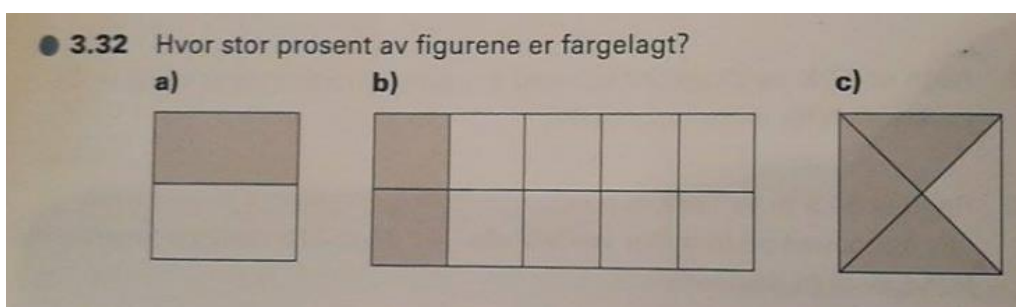 3.32 Hvor stor prosent av figurene er fargelagt?
a) b) c)